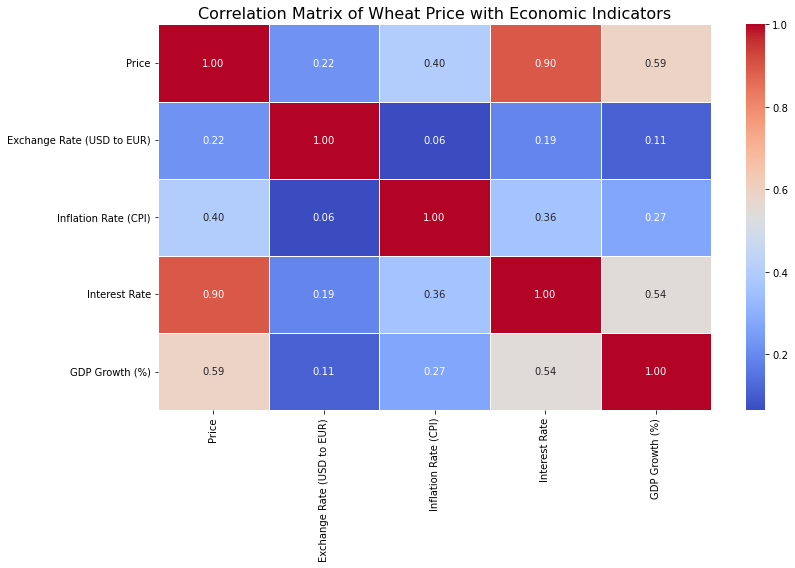 Correlation Matrix of Wheat Price with Economic Indicators
Price 1.00 0.22 0.40 0.90 0.59
Exchange Rate (USD to EUR) 0.22 1.00 0.06 0.19 0.11
Inflation Rate (CPI) 0.40 0.06 1.00 0.36 0.27
Interest Rate 0.90 0.19 0.36 1.00 0.54
GDP Growth (%) 0.59 0.11 0.27 0.54 1.00
Price
Exchange Rate (USD to EUR)
Inflation Rate (CPI)
Interest Rate
GDP Growth (%)
1.0
0.8
0.6
0.4
0.2